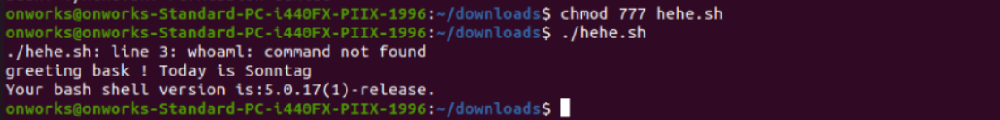 onworks@onworks-Standard-PC-i440FX-PIIX-1996:~/downloads$ chmod 777 hehe.sh
onworks@onworks-Standard-PC-i440FX-PIIX-1996:~/downloads$ ./hehe.sh
./hehe.sh: line 3: whoaml: command not found
greeting bask ! Today is Sonntag
Your bash shell version is:5.0.17(1)-release.
onworks@onworks-Standard-PC-i440FX-PIIX-1996:~/downloads$